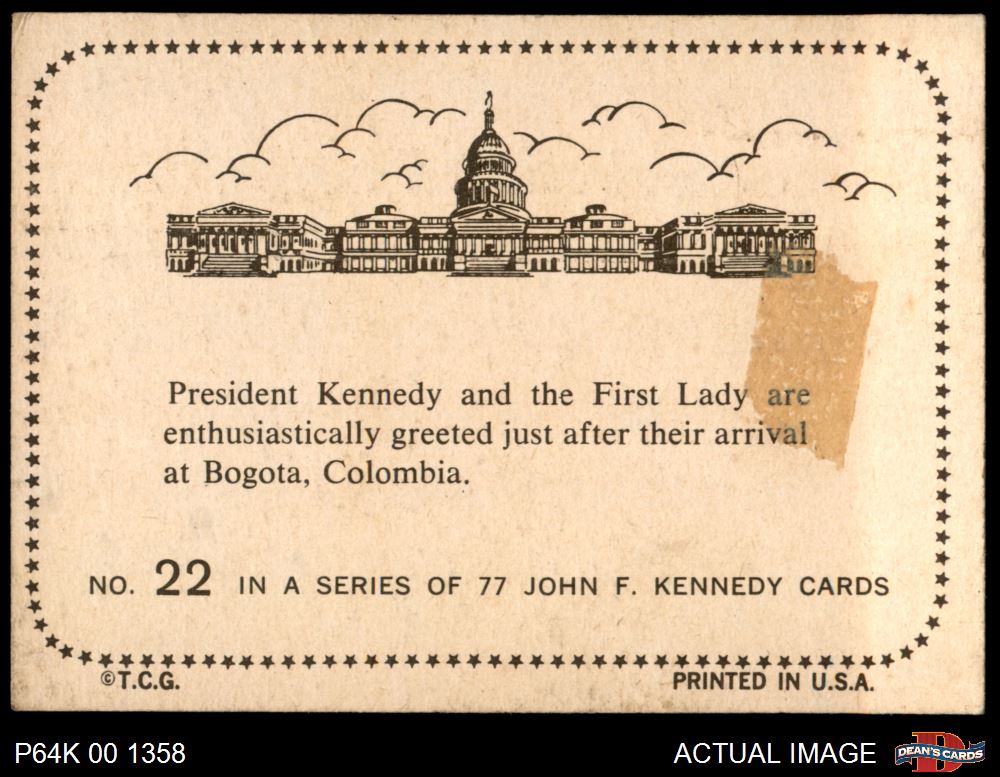 President Kennedy and the First Lady are
enthusiastically greeted just after their arrival
at Bogota, Colombia.
NO. 22 IN A SERIES OF 77 JOHN F. KENNEDY CARDS
©T.C.G. PRINTED IN U.S.A.
P64K 00 1358 ACTUAL IMAGE D DEAN'S CARDS